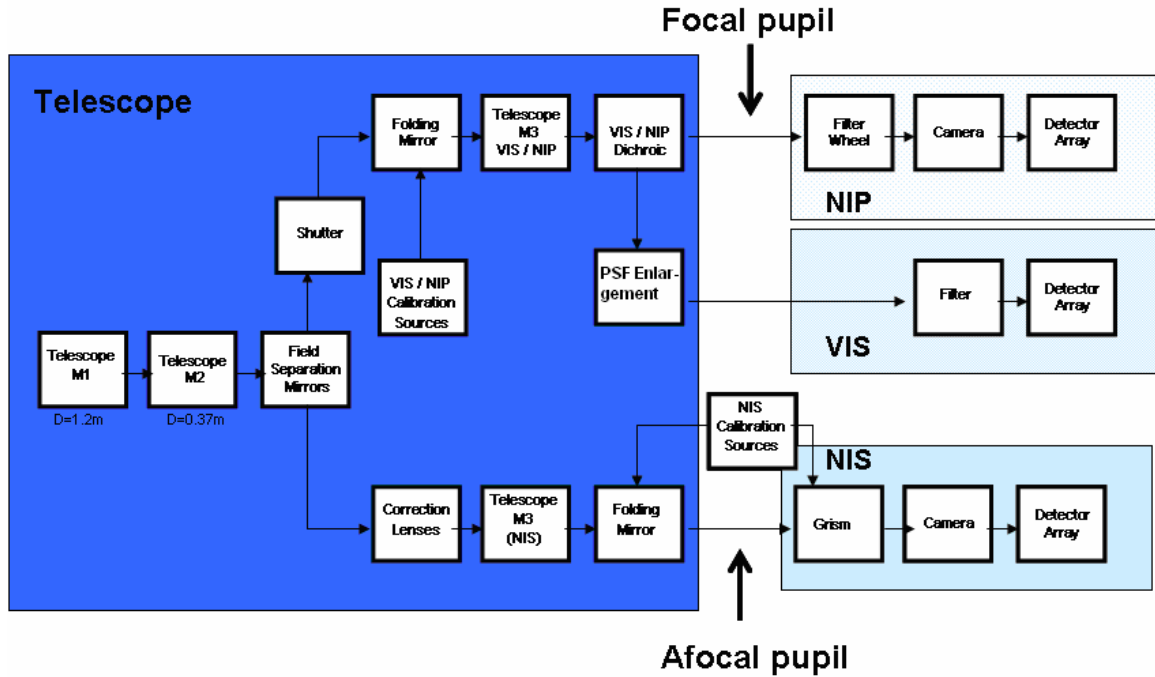 Focal pupil
Telescope
Folding
Mirror
Telescope
M3
VIS / NIP
VIS / NIP
Dichroic
Filter
Wheel
Camera
Detector
Array
NIP
Shutter
VIS / NIP
Calibration
Sources
PSF Enlar-
gement
Filter
Detector
Array
VIS
Telescope
M1
D=1.2m
Telescope
M2
D=0.37m
Field
Separation
Mirrors
NIS
Calibration
Sources
NIS
Correction
Lenses
Telescope
M3
(NIS)
Folding
Mirror
Grism
Camera
Detector
Array
Afocal pupil